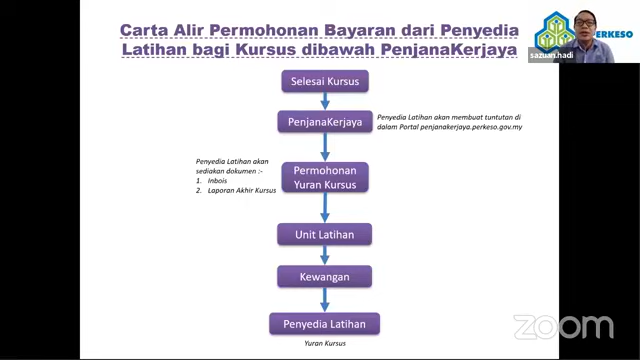 Carta Alir Permohonan Bayaran dari Penyedia
Latihan bagi Kursus dibawah PenjanaKerjaya
PERKESO
sazuan.hadi
Selesai Kursus
PenjanaKerjaya
Penyedia Latihan akan membuat tuntutan di
dalam Portal penjanakerjaya.perkeso.gov.my
Penyedia Latihan akan
sediakan dokumen :-
1. Inbois
2. Laporan Akhir Kursus
Permohonan
Yuran Kursus
Unit Latihan
Kewangan
Penyedia Latihan
Yuran Kursus
zoom